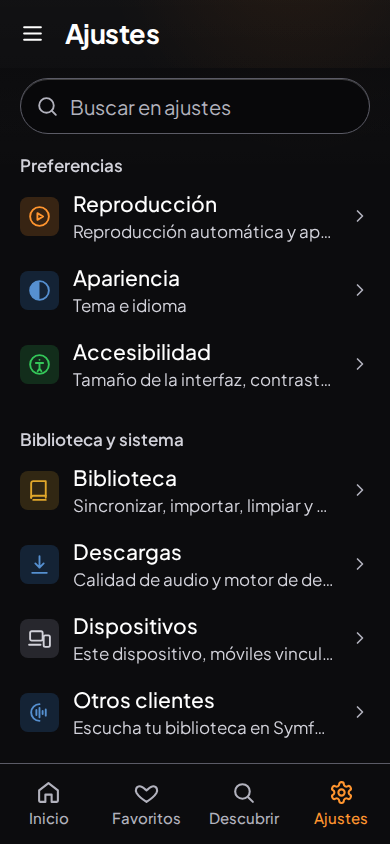 Ajustes
Buscar en ajustes
Preferencias
Reproducción
Reproducción automática y ap...
Apariencia
Tema e idioma
Accesibilidad
Tamaño de la interfaz, contrast...
Biblioteca y sistema
Biblioteca
Sincronizar, importar, limpiar y ...
Descargas
Calidad de audio y motor de de...
Dispositivos
Este dispositivo, móviles vincul...
Otros clientes
Escucha tu biblioteca en Symf...
Inicio
Favoritos
Descubrir
Ajustes